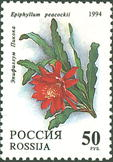 Epiphyllum peacockii 1994
Эпифиллум Пикока
РОССИЯ
ROSSIJA
50
РУБ.